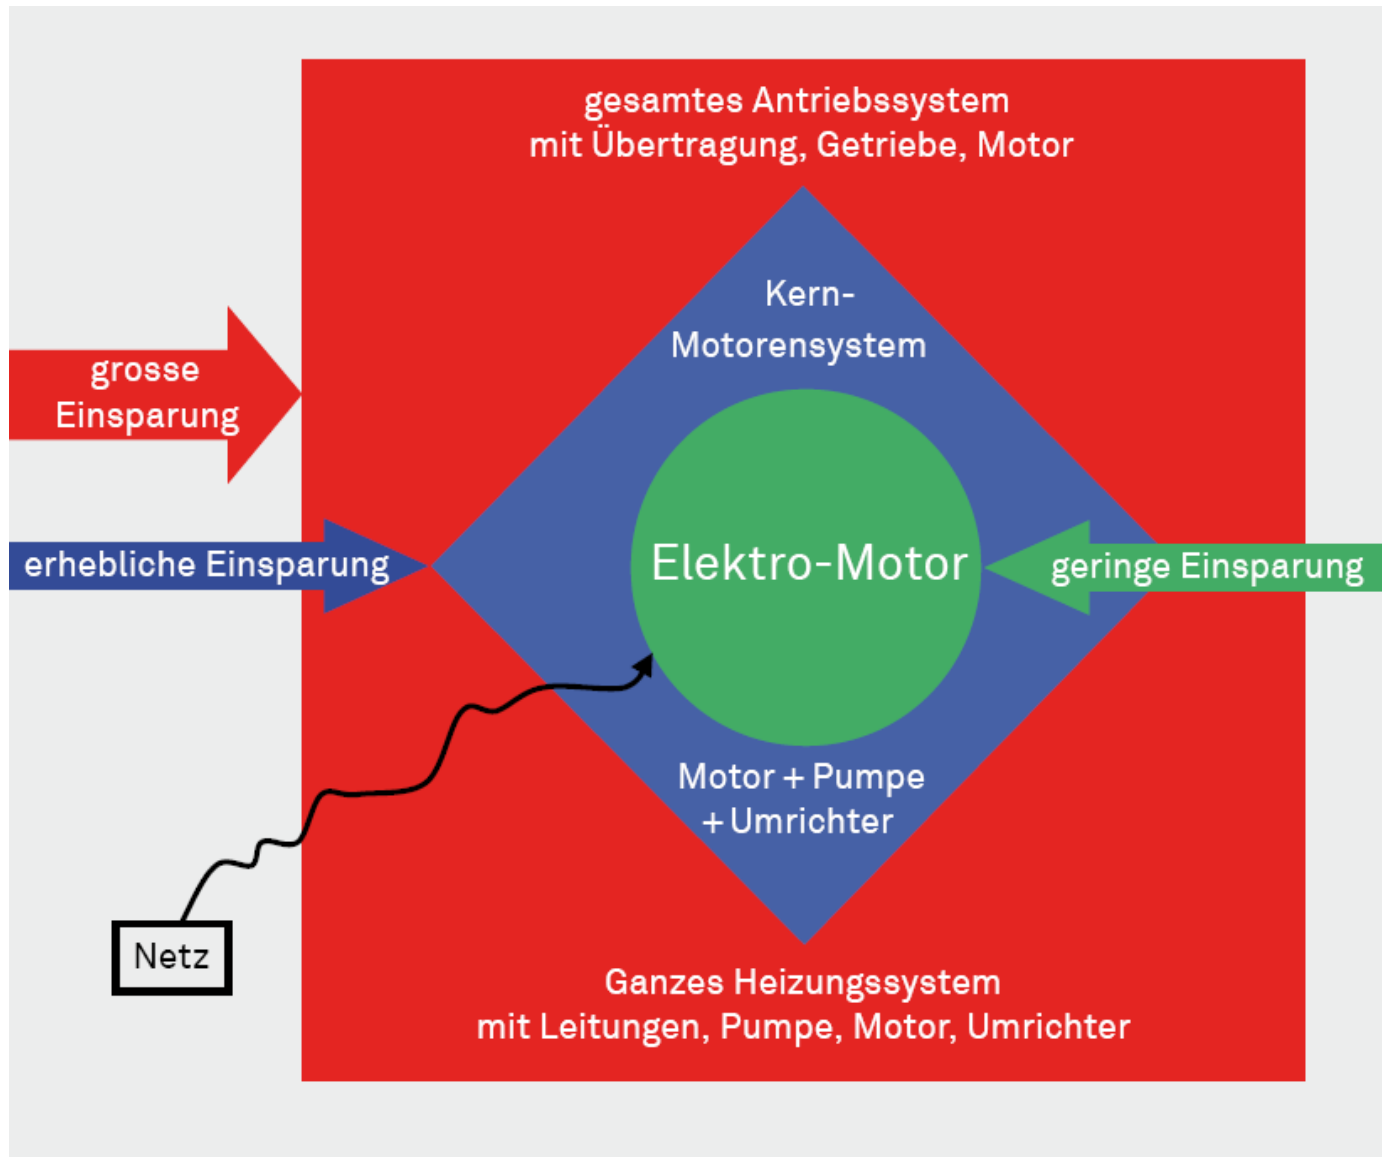 gesamtes Antriebssystem
mit Übertragung, Getriebe, Motor
Kern-
Motorensystem
grosse
Einsparung
erhebliche Einsparung
Elektro-Motor
geringe Einsparung
Motor + Pumpe
+ Umrichter
Netz
Ganzes Heizungssystem
mit Leitungen, Pumpe, Motor, Umrichter